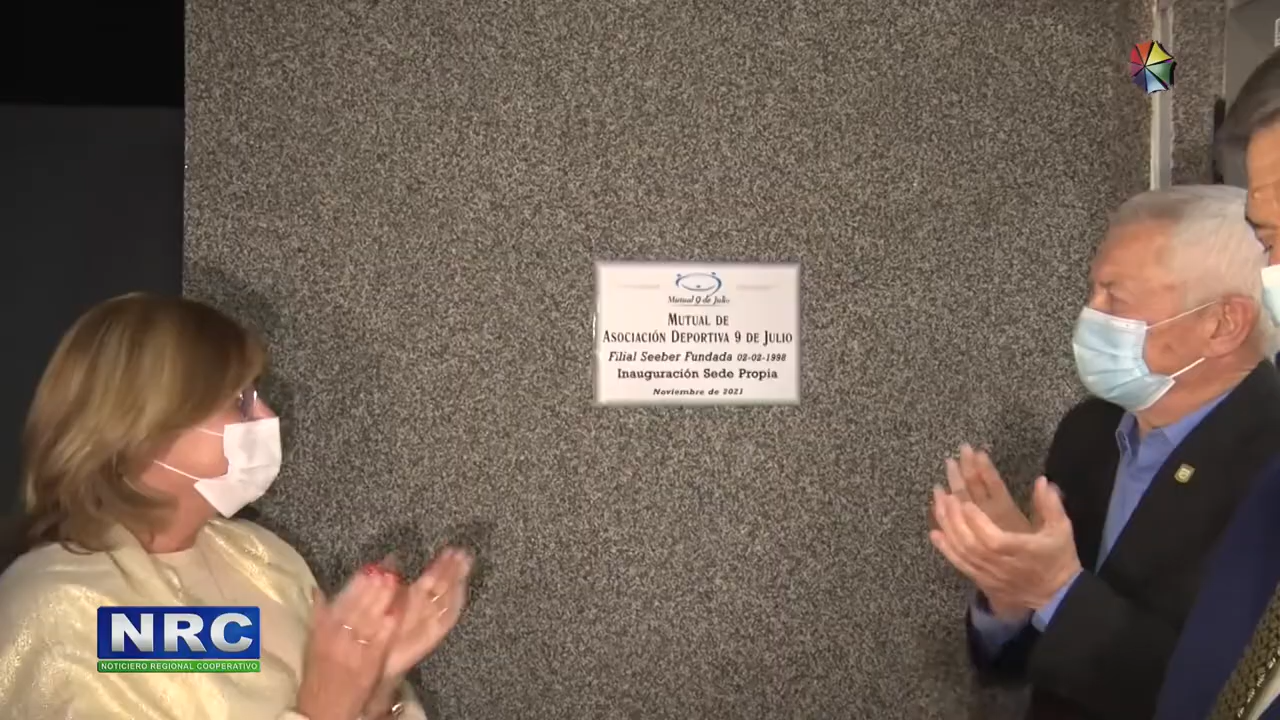 Mutual 9 de Julio
MUTUAL DE
ASOCIACIÓN DEPORTIVA 9 DE JULIO
Filial Seeber Fundada 02-02-1998
Inauguración Sede Propia
Noviembre de 2021
NRC
NOTICIERO REGIONAL COOPERATIVO